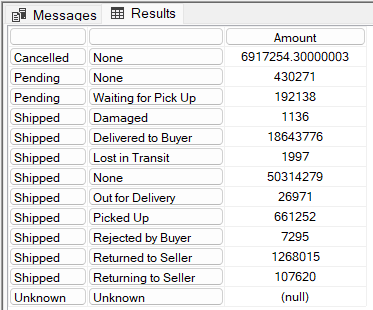 Messages Results
Amount
Cancelled None 6917254.30000003
Pending None 430271
Pending Waiting for Pick Up 192138
Shipped Damaged 1136
Shipped Delivered to Buyer 18643776
Shipped Lost in Transit 1997
Shipped None 50314279
Shipped Out for Delivery 26971
Shipped Picked Up 661252
Shipped Rejected by Buyer 7295
Shipped Returned to Seller 1268015
Shipped Returning to Seller 107620
Unknown Unknown (null)